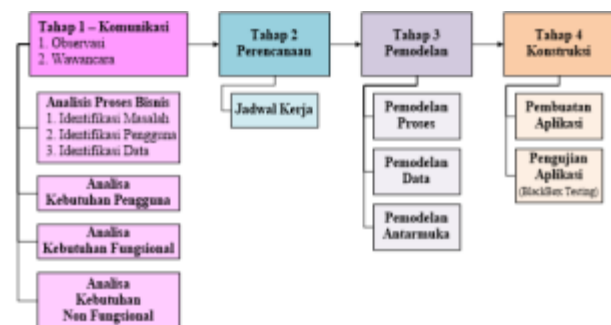 Tahap 1 – Komunikasi
1. Observasi
2. Wawancara
Analisis Proses Bisnis
1. Identifikasi Masalah
2. Identifikasi Pengguna
3. Identifikasi Data
Analisa
Kebutuhan Pengguna
Analisa
Kebutuhan Fungsional
Analisa
Kebutuhan
Non Fungsional
Tahap 2
Perencanaan
Jadwal Kerja
Tahap 3
Pemodelan
Pemodelan
Proses
Pemodelan
Data
Pemodelan
Antarmuka
Tahap 4
Konstruksi
Pembuatan
Aplikasi
Pengujian
Aplikasi
(BlackBox Testing)